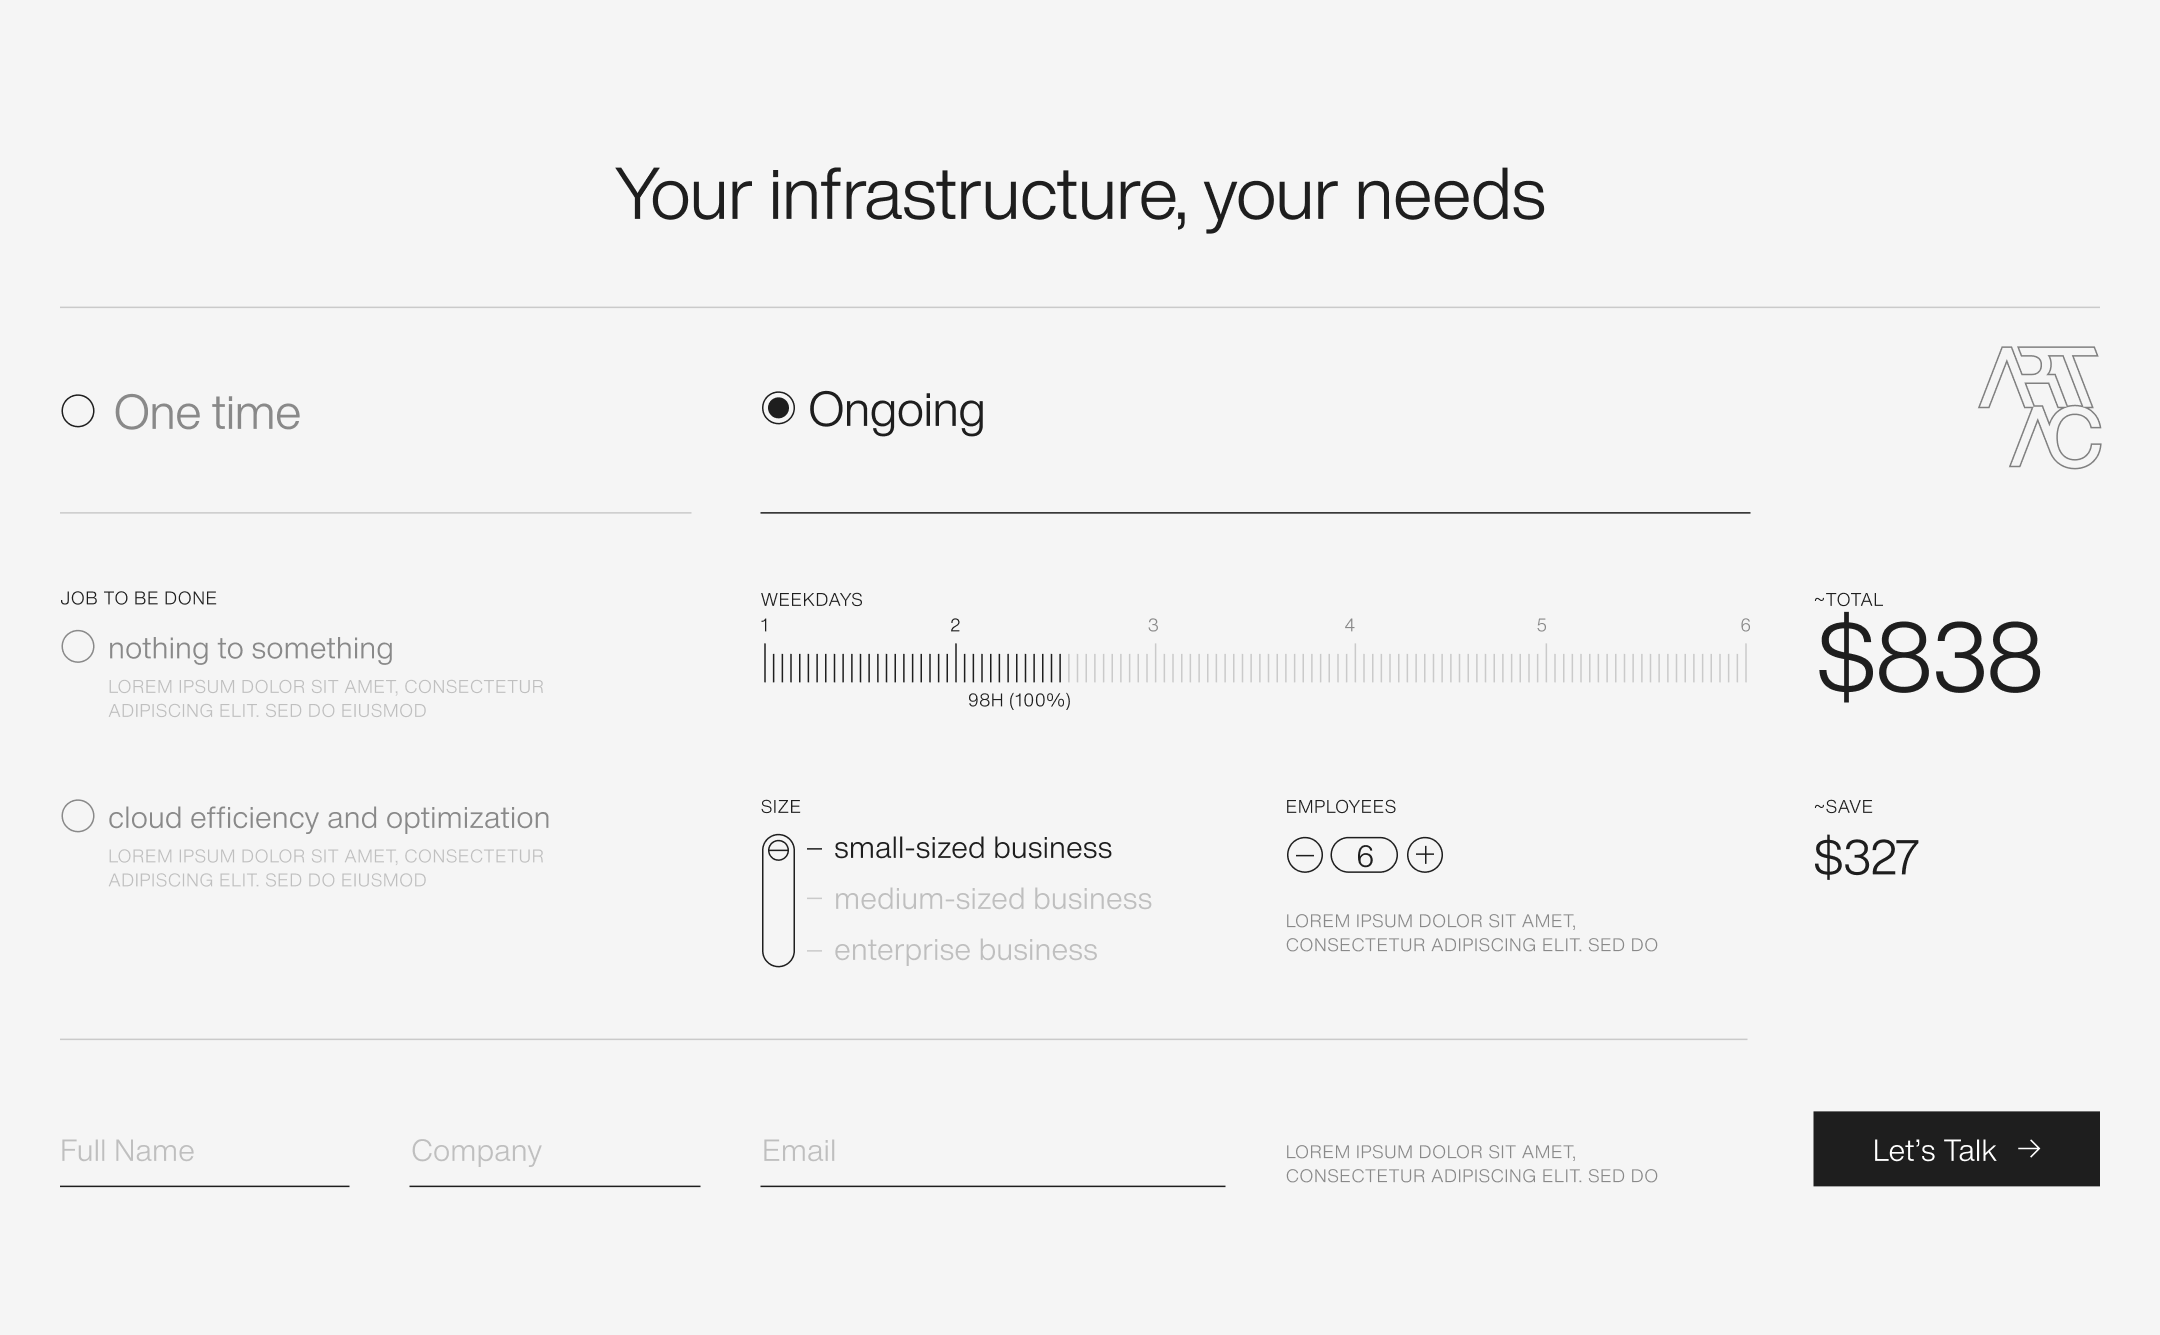 Your infrastructure, your needs
One time
Ongoing
ART
AC
JOB TO BE DONE
nothing to something
LOREM IPSUM DOLOR SIT AMET, CONSECTETUR
ADIPISCING ELIT. SED DO EIUSMOD
cloud efficiency and optimization
LOREM IPSUM DOLOR SIT AMET, CONSECTETUR
ADIPISCING ELIT. SED DO EIUSMOD
WEEKDAYS
1 2 3 4 5 6
98H (100%)
SIZE
– small-sized business
– medium-sized business
– enterprise business
EMPLOYEES
− 6 +
LOREM IPSUM DOLOR SIT AMET,
CONSECTETUR ADIPISCING ELIT. SED DO
~TOTAL
$838
~SAVE
$327
Full Name
Company
Email
LOREM IPSUM DOLOR SIT AMET,
CONSECTETUR ADIPISCING ELIT. SED DO
Let’s Talk →